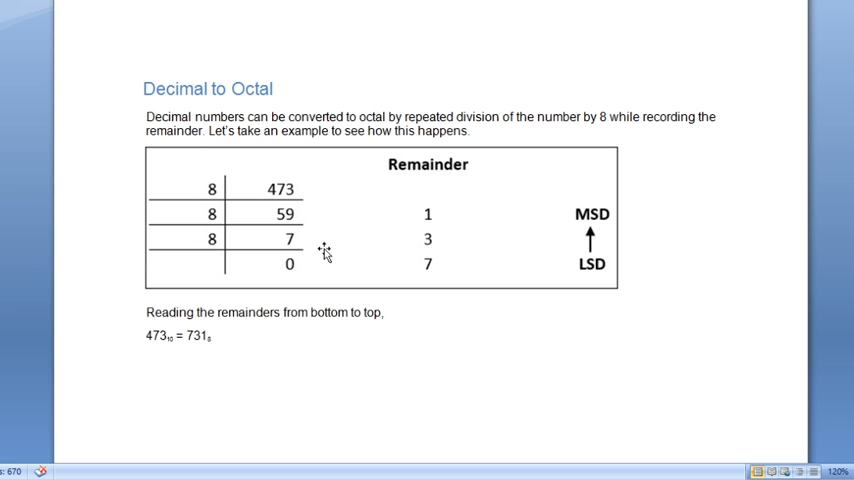 Decimal to Octal
Decimal numbers can be converted to octal by repeated division of the number by 8 while recording the
remainder. Let's take an example to see how this happens.
Remainder
8 473
8 59 1 MSD
8 7 3
0 7 LSD
Reading the remainders from bottom to top,
473₁₀ = 731₈
s: 670 120%